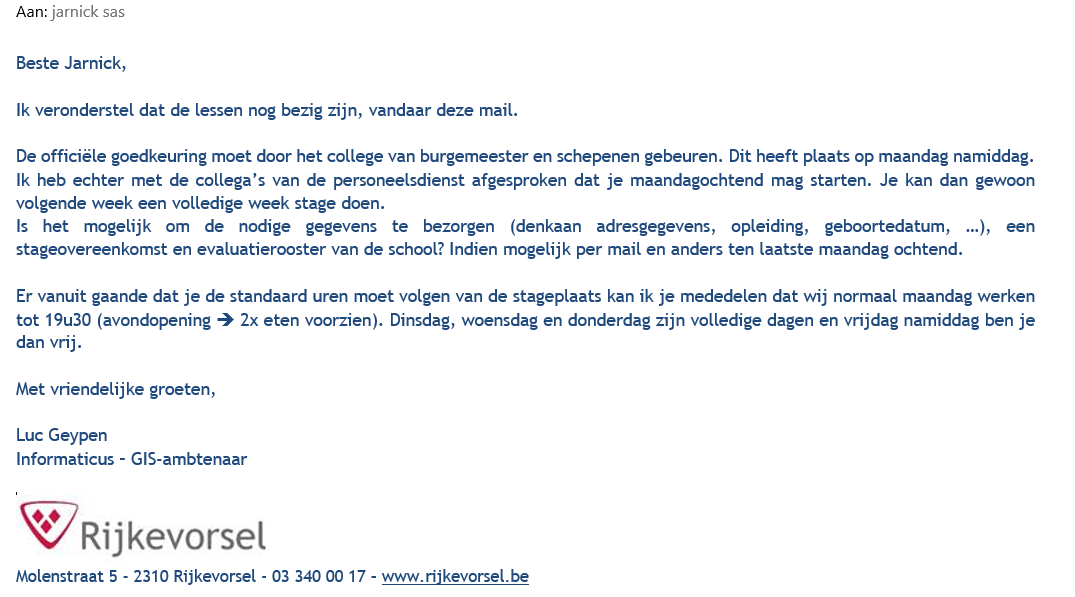 Aan: jarnick sas
Beste Jarnick,
Ik veronderstel dat de lessen nog bezig zijn, vandaar deze mail.
De officiële goedkeuring moet door het college van burgemeester en schepenen gebeuren. Dit heeft plaats op maandag namiddag.
Ik heb echter met de collega’s van de personeelsdienst afgesproken dat je maandagochtend mag starten. Je kan dan gewoon
volgende week een volledige week stage doen.
Is het mogelijk om de nodige gegevens te bezorgen (denkaan adresgegevens, opleiding, geboortedatum, …), een
stageovereenkomst en evaluatierooster van de school? Indien mogelijk per mail en anders ten laatste maandag ochtend.
Er vanuit gaande dat je de standaard uren moet volgen van de stageplaats kan ik je mededelen dat wij normaal maandag werken
tot 19u30 (avondopening ➔ 2x eten voorzien). Dinsdag, woensdag en donderdag zijn volledige dagen en vrijdag namiddag ben je
dan vrij.
Met vriendelijke groeten,
Luc Geypen
Informaticus – GIS-ambtenaar
Rijkevorsel
Molenstraat 5 - 2310 Rijkevorsel - 03 340 00 17 – www.rijkevorsel.be